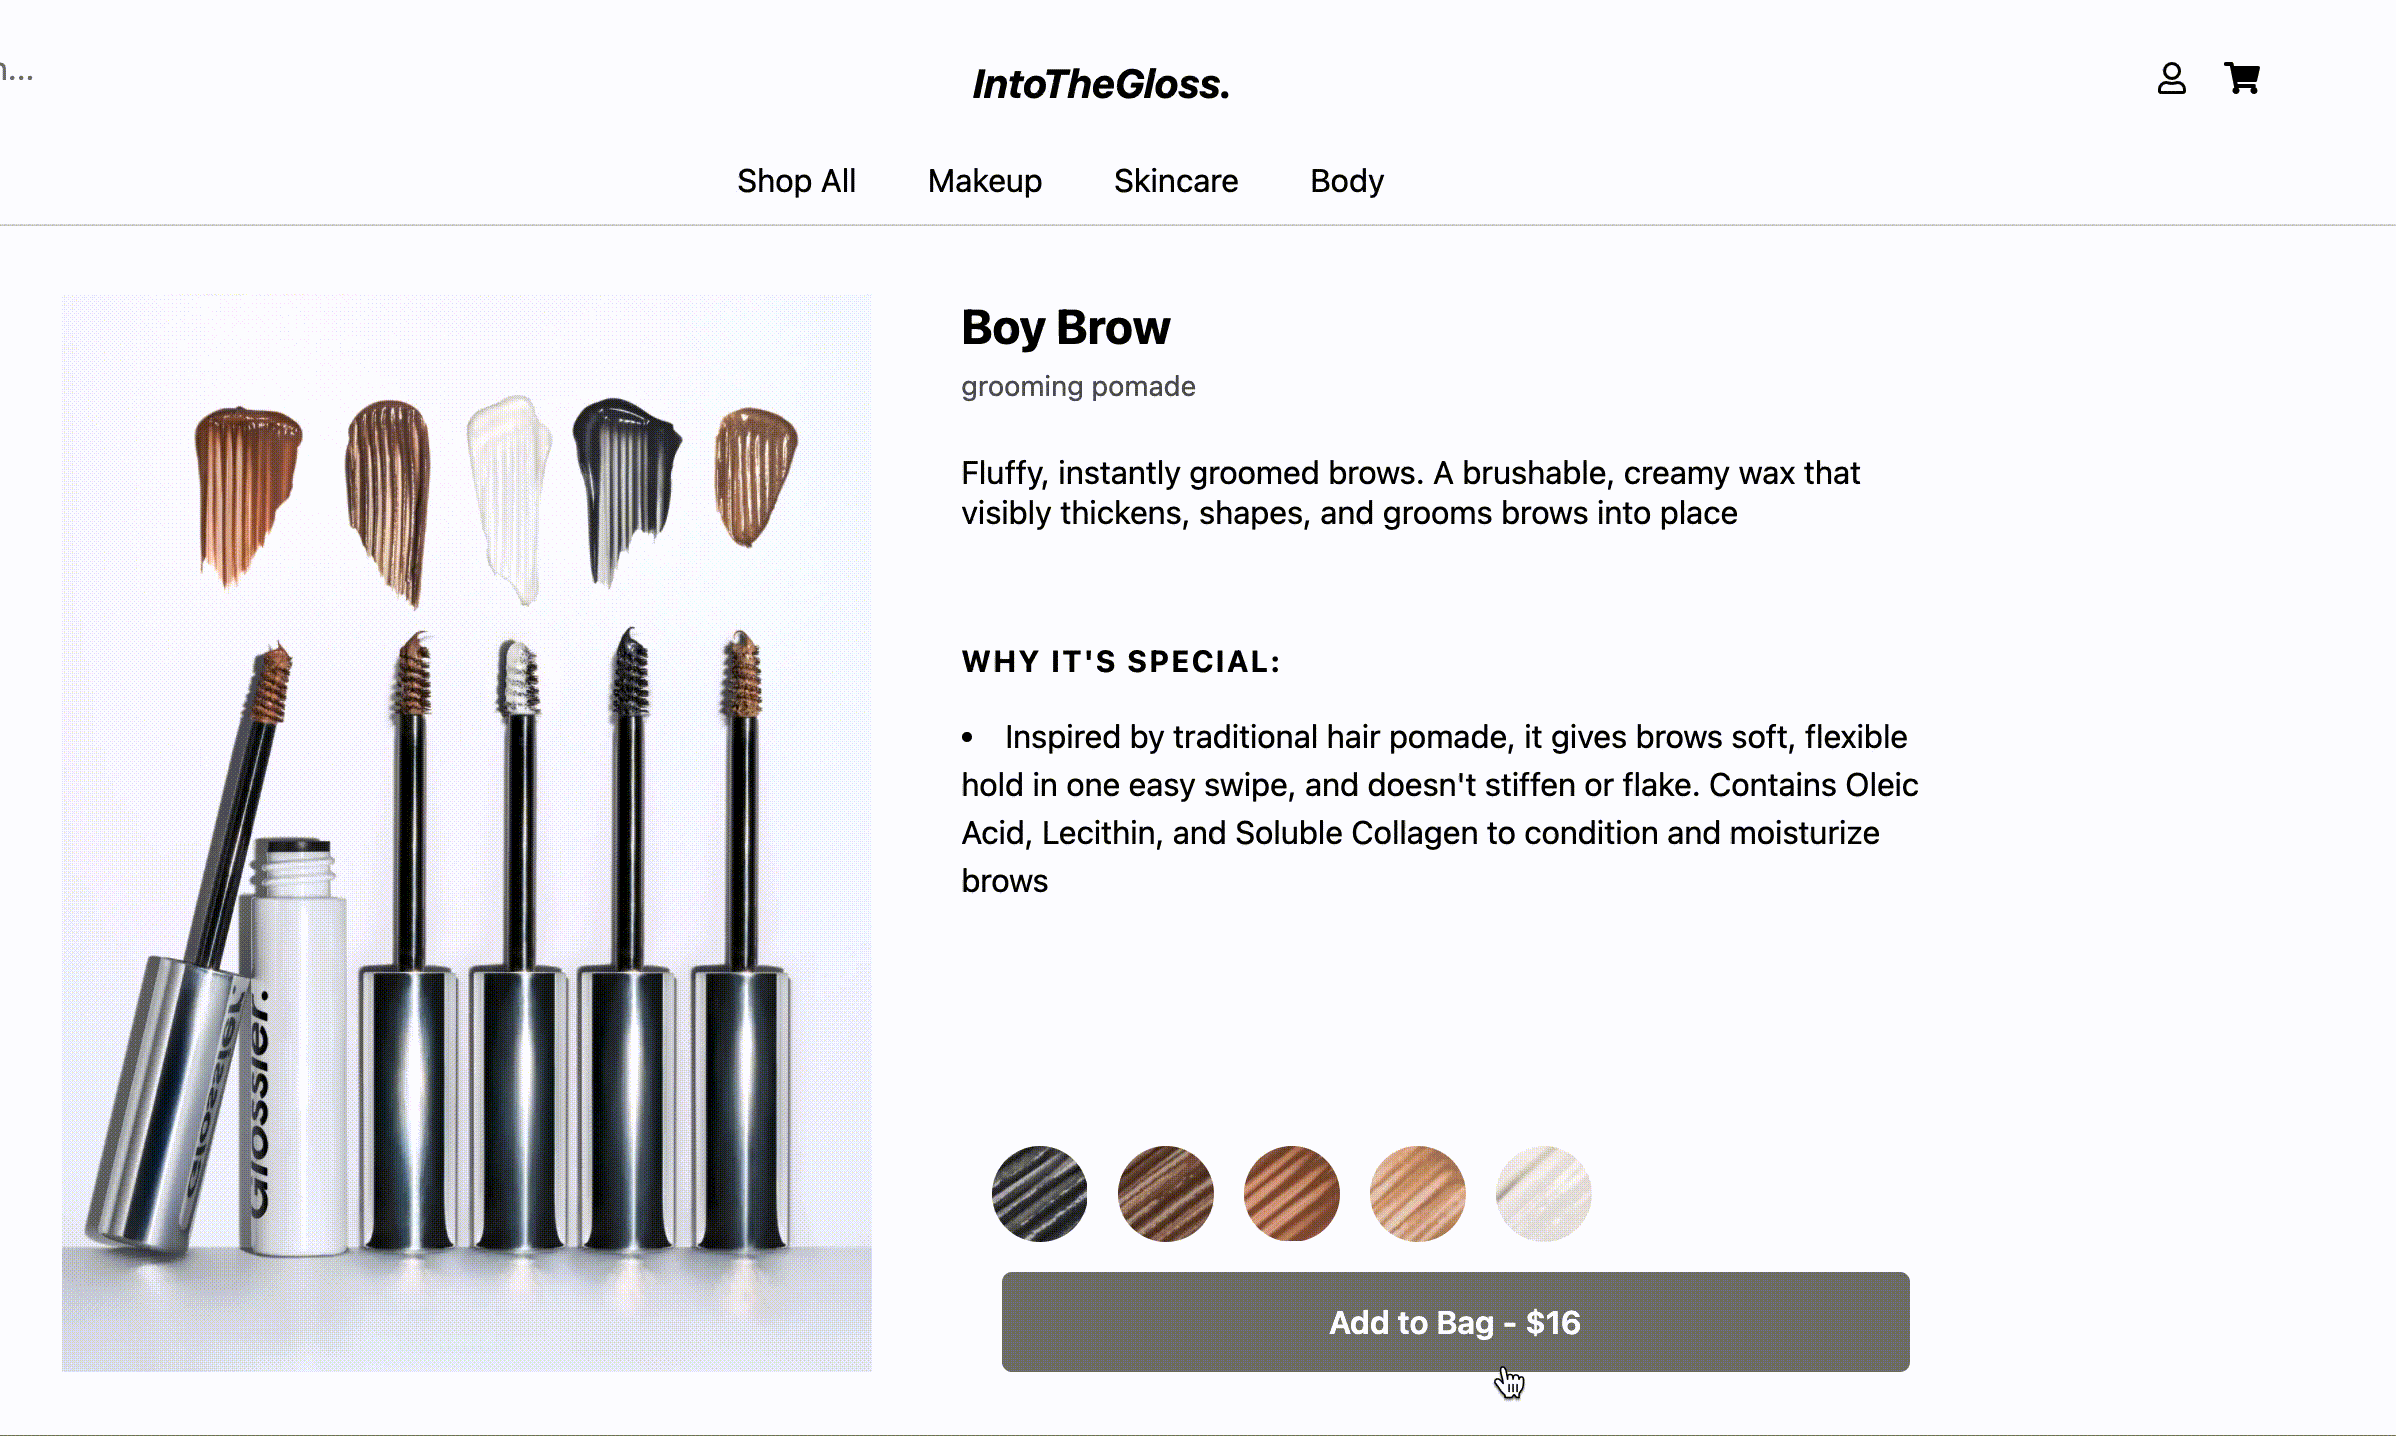 IntoTheGloss.
Shop All Makeup Skincare Body
Boy Brow
grooming pomade
Fluffy, instantly groomed brows. A brushable, creamy wax that
visibly thickens, shapes, and grooms brows into place
WHY IT'S SPECIAL:
• Inspired by traditional hair pomade, it gives brows soft, flexible
hold in one easy swipe, and doesn't stiffen or flake. Contains Oleic
Acid, Lecithin, and Soluble Collagen to condition and moisturize
brows
Glossier.
Glossier.
Add to Bag - $16